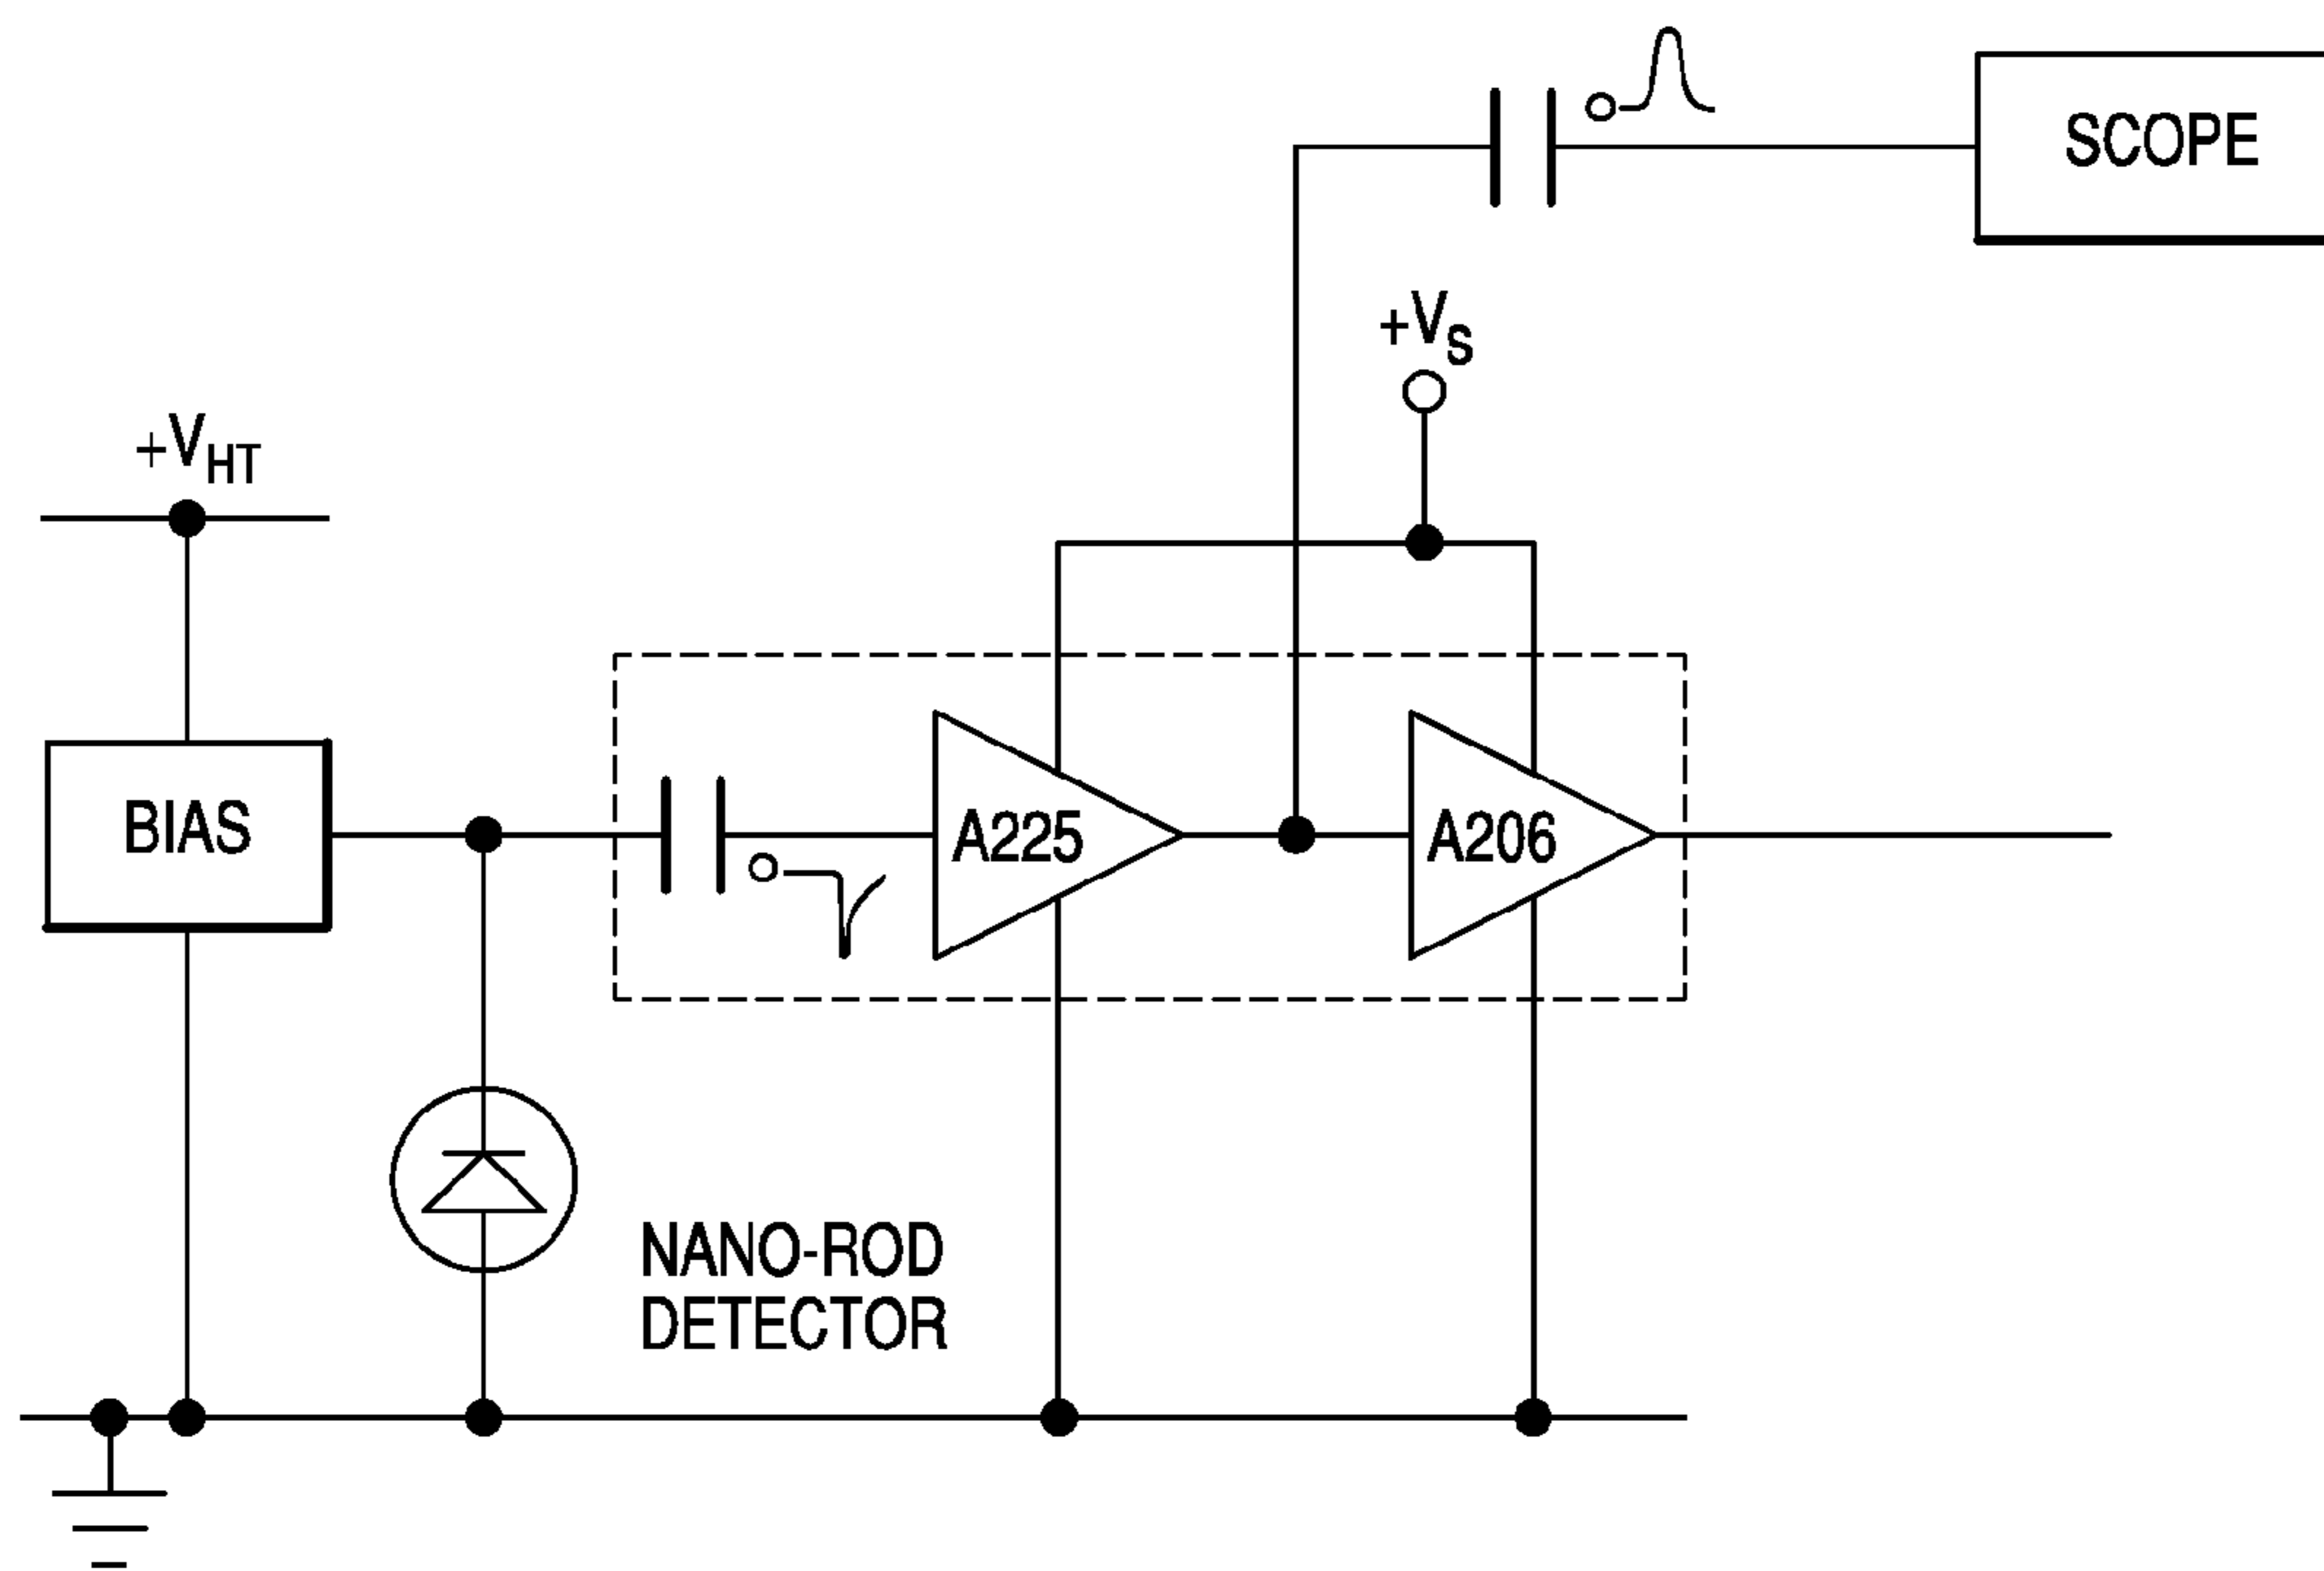 SCOPE
+VS
+VHT
BIAS
A225
A206
NANO-ROD
DETECTOR